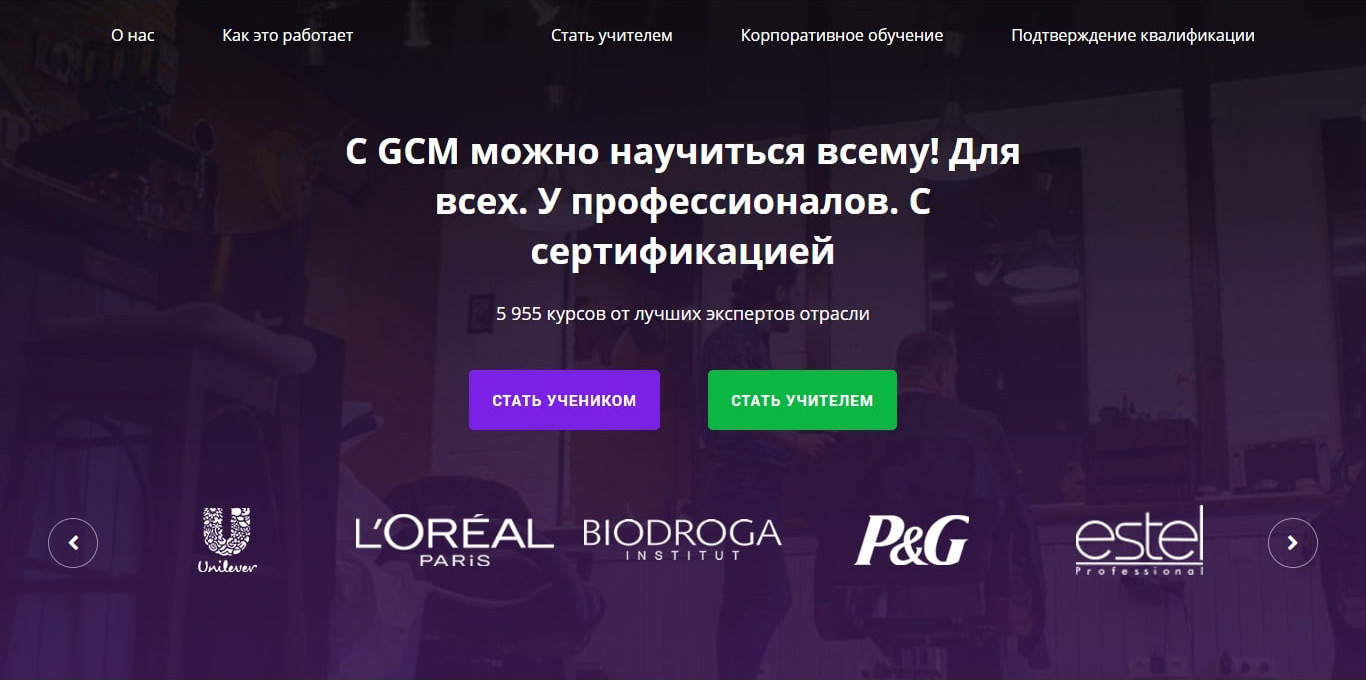 О нас
Как это работает
Стать учителем
Корпоративное обучение
Подтверждение квалификации
С GCM можно научиться всему! Для
всех. У профессионалов. С
сертификацией
5 955 курсов от лучших экспертов отрасли
СТАТЬ УЧЕНИКОМ
СТАТЬ УЧИТЕЛЕМ
Unilever
L'ORÉAL
PARiS
BIODROGA
INSTITUT
P&G
estel
Professional